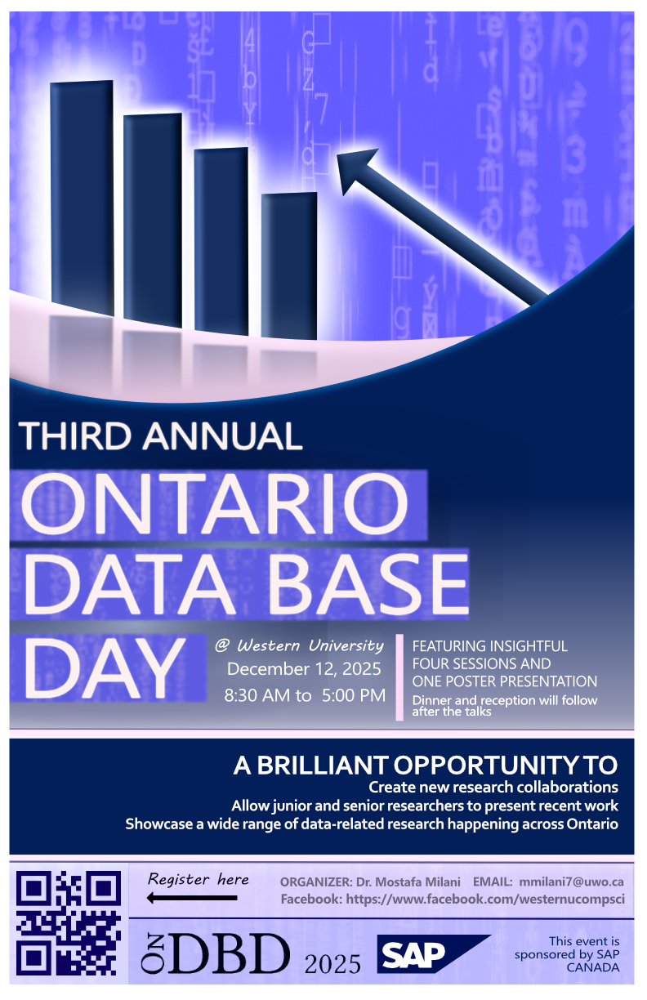 THIRD ANNUAL
ONTARIO
DATA BASE
DAY
@ Western University
December 12, 2025
8:30 AM to 5:00 PM
FEATURING INSIGHTFUL
FOUR SESSIONS AND
ONE POSTER PRESENTATION
Dinner and reception will follow
after the talks
A BRILLIANT OPPORTUNITY TO
Create new research collaborations
Allow junior and senior researchers to present recent work
Showcase a wide range of data-related research happening across Ontario
Register here
ORGANIZER: Dr. Mostafa Milani EMAIL: mmilani7@uwo.ca
Facebook: https://www.facebook.com/westernucompsci
ON DBD 2025
SAP
This event is
sponsored by SAP
CANADA